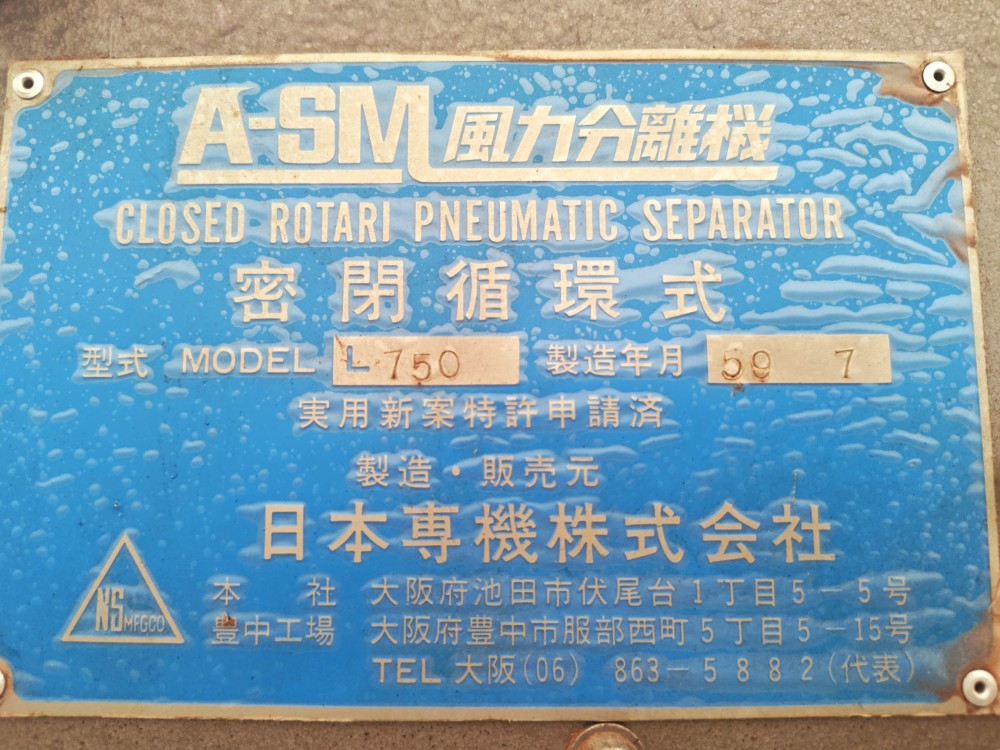 A-SM 風力分離機
CLOSED ROTARI PNEUMATIC SEPARATOR
密閉循環式
型式 MODEL L-750 製造年月 59 7
実用新案特許申請済
製造・販売元
日本専機株式会社
NS MFGCO
本社 大阪府池田市伏尾台1丁目5-5号
豊中工場 大阪府豊中市服部西町5丁目5-15号
TEL 大阪(06) 863-5882(代表)